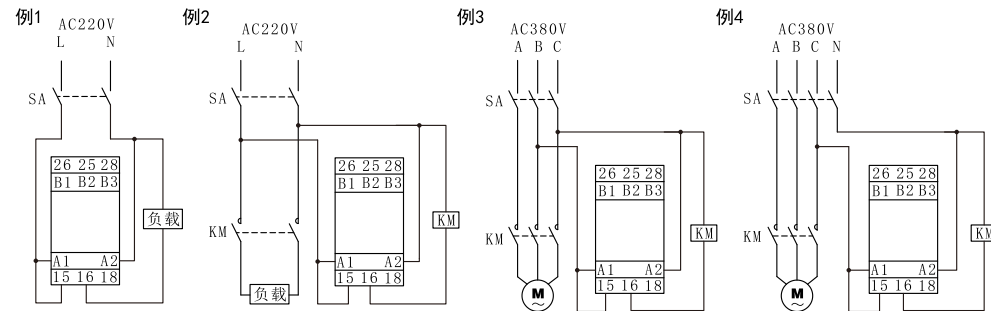 例1
AC220V
L N
SA
26 25 28
B1 B2 B3
负载
A1 A2
15 16 18
例2
AC220V
L N
SA
26 25 28
B1 B2 B3
KM
KM
A1 A2
15 16 18
负载
例3
AC380V
A B C
SA
26 25 28
B1 B2 B3
KM
KM
A1 A2
15 16 18
M
~
例4
AC380V
A B C N
SA
26 25 28
B1 B2 B3
KM
KM
A1 A2
15 16 18
M
~